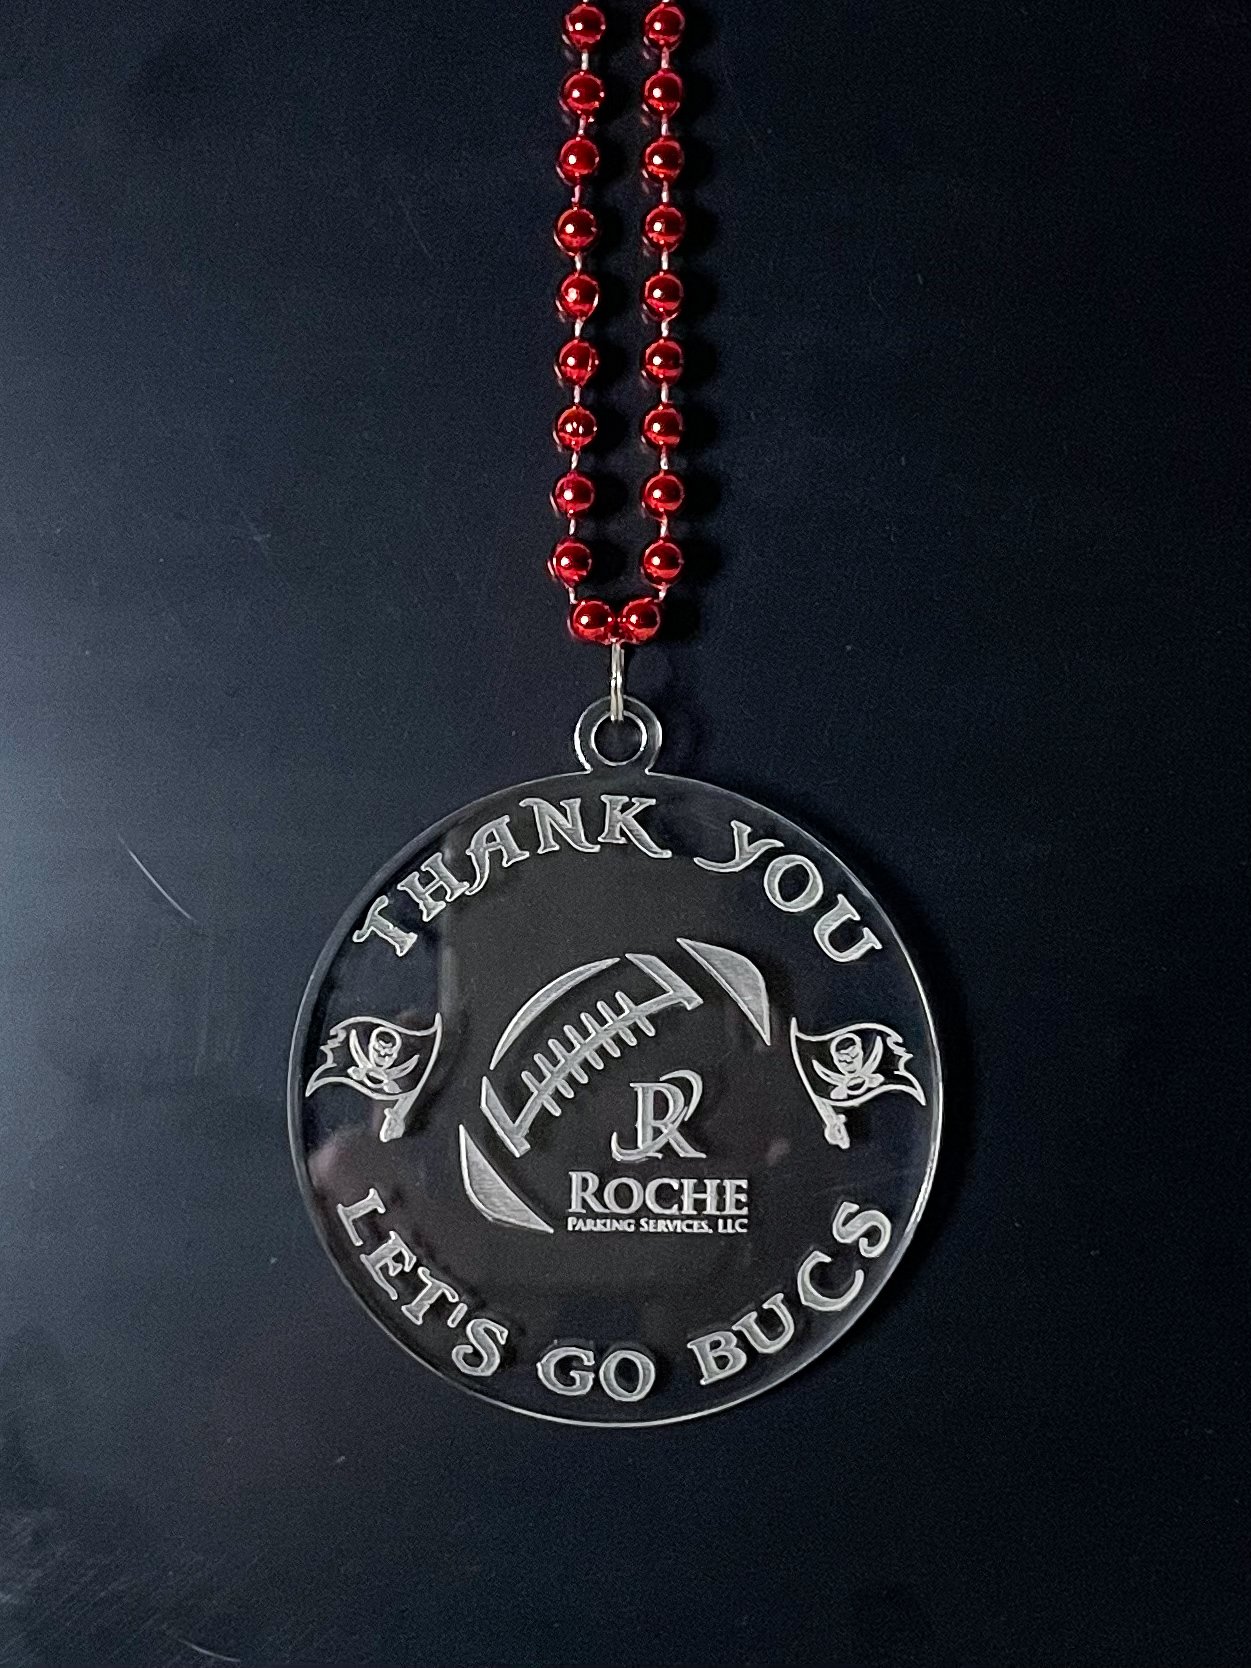 THANK YOU
R
ROCHE
PARKING SERVICES, LLC
LET'S GO BUCS